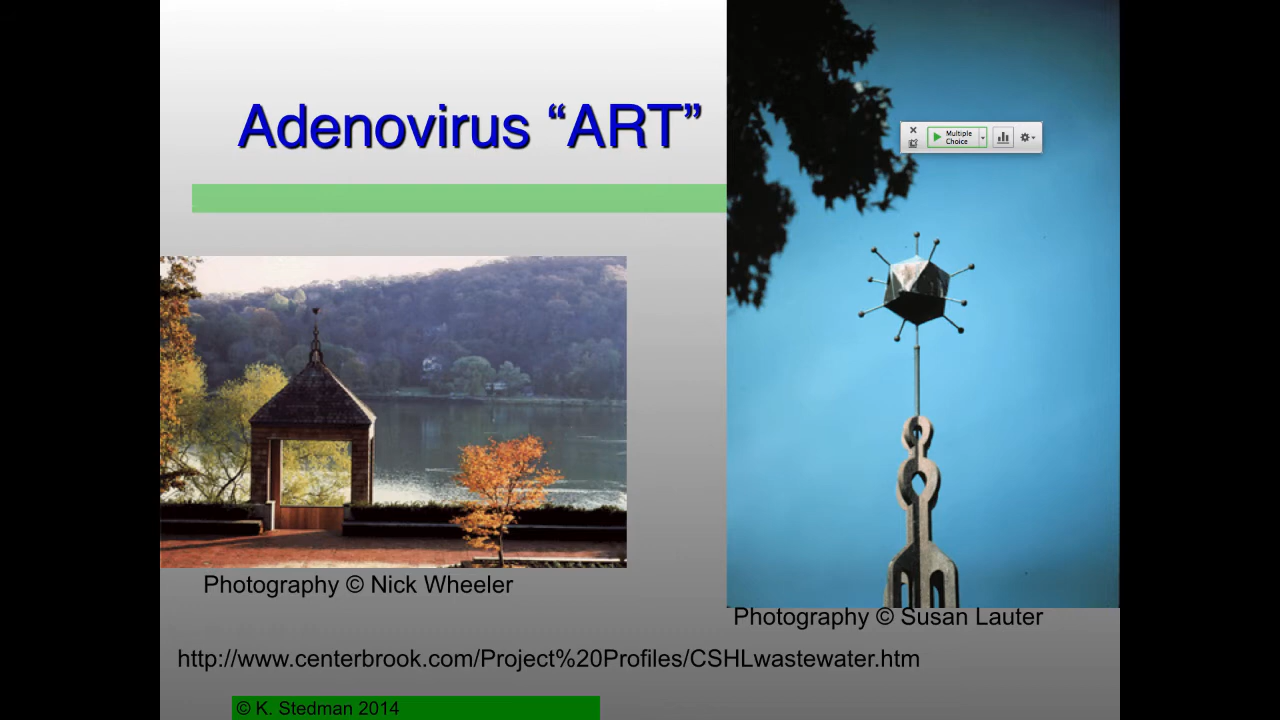 Adenovirus “ART”
Multiple
Choice
Photography © Nick Wheeler
Photography © Susan Lauter
http://www.centerbrook.com/Project%20Profiles/CSHLwastewater.htm
© K. Stedman 2014